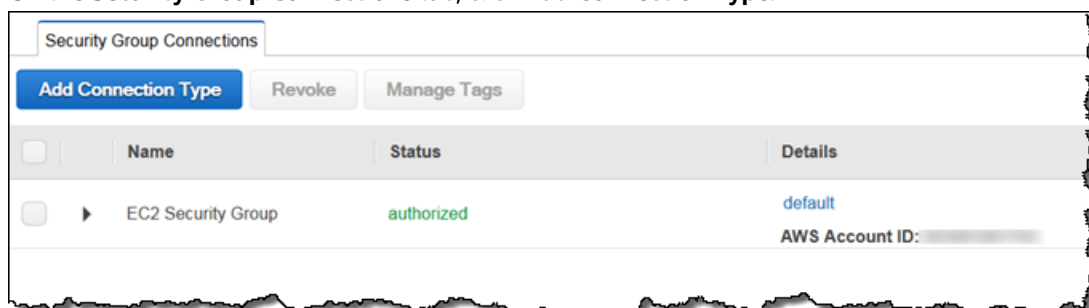 Security Group Connections
Add Connection Type Revoke Manage Tags
Name Status Details
EC2 Security Group authorized default
AWS Account ID: